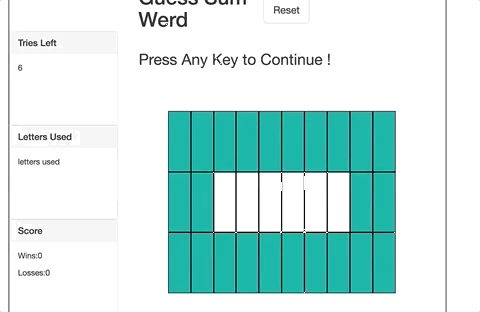 Guess Sum
Werd
Reset
Press Any Key to Continue !
Tries Left
6
Letters Used
letters used
Score
Wins:0
Losses:0